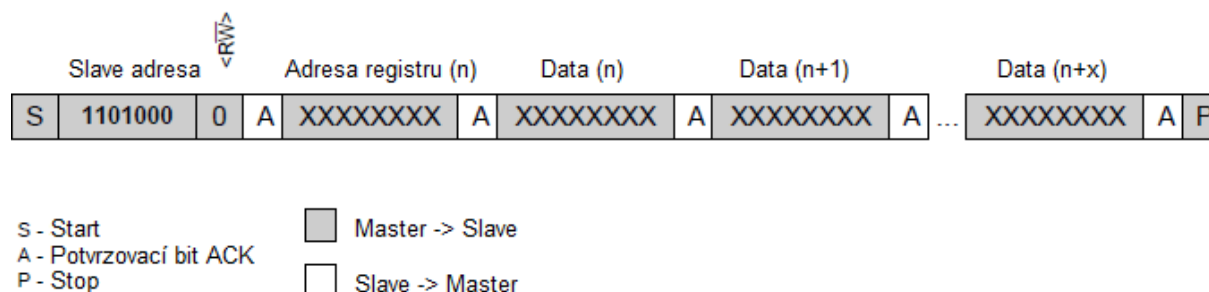 <RW>
Slave adresa
Adresa registru (n)
Data (n)
Data (n+1)
Data (n+x)
S 1101000 0 A XXXXXXXX A XXXXXXXX A XXXXXXXX A ... XXXXXXXX A P
S - Start
Master -> Slave
A - Potvrzovací bit ACK
P - Stop
Slave -> Master